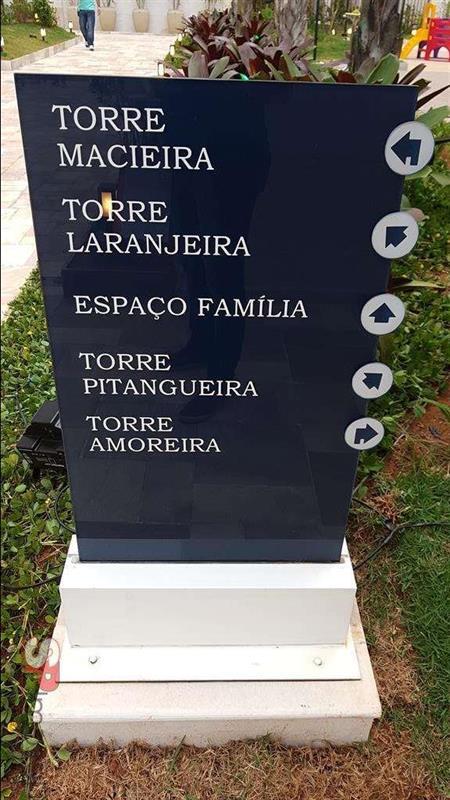 TORRE
MACIEIRA
TORRE
LARANJEIRA
ESPAÇO FAMÍLIA
TORRE
PITANGUEIRA
TORRE
AMOREIRA